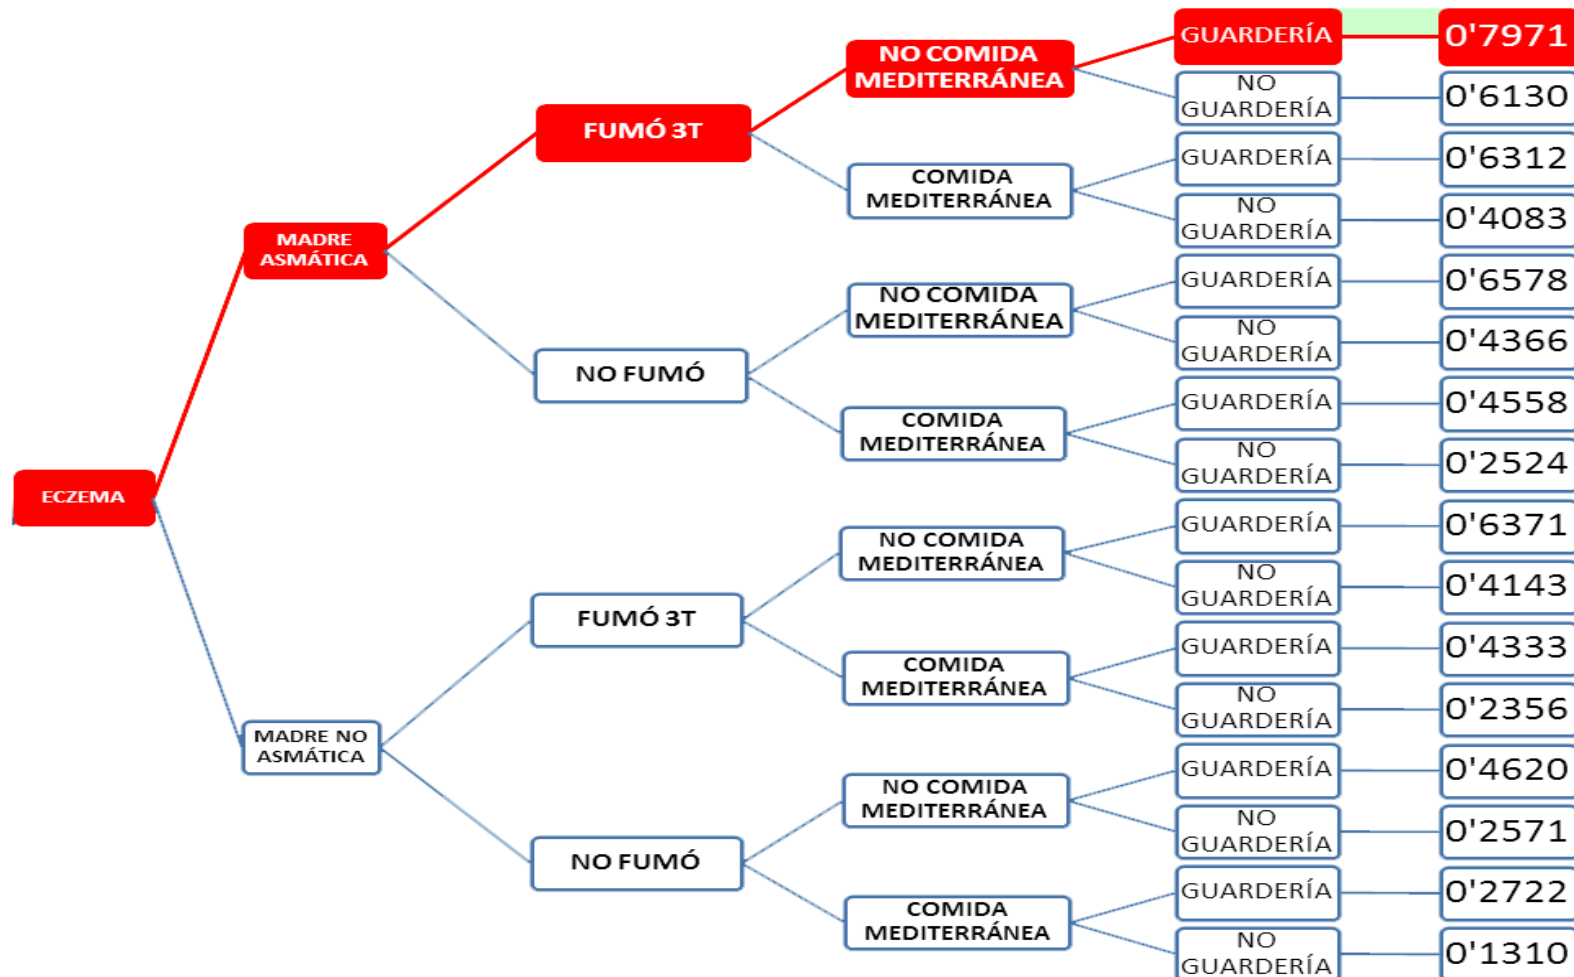 GUARDERÍA
0'7971
NO COMIDA
MEDITERRÁNEA
NO
GUARDERÍA
0'6130
FUMÓ 3T
GUARDERÍA
0'6312
COMIDA
MEDITERRÁNEA
NO
GUARDERÍA
0'4083
MADRE
ASMÁTICA
GUARDERÍA
0'6578
NO COMIDA
MEDITERRÁNEA
NO
GUARDERÍA
0'4366
NO FUMÓ
GUARDERÍA
0'4558
COMIDA
MEDITERRÁNEA
NO
GUARDERÍA
0'2524
ECZEMA
GUARDERÍA
0'6371
NO COMIDA
MEDITERRÁNEA
NO
GUARDERÍA
0'4143
FUMÓ 3T
GUARDERÍA
0'4333
COMIDA
MEDITERRÁNEA
NO
GUARDERÍA
0'2356
MADRE NO
ASMÁTICA
GUARDERÍA
0'4620
NO COMIDA
MEDITERRÁNEA
NO
GUARDERÍA
0'2571
NO FUMÓ
GUARDERÍA
0'2722
COMIDA
MEDITERRÁNEA
NO
GUARDERÍA
0'1310